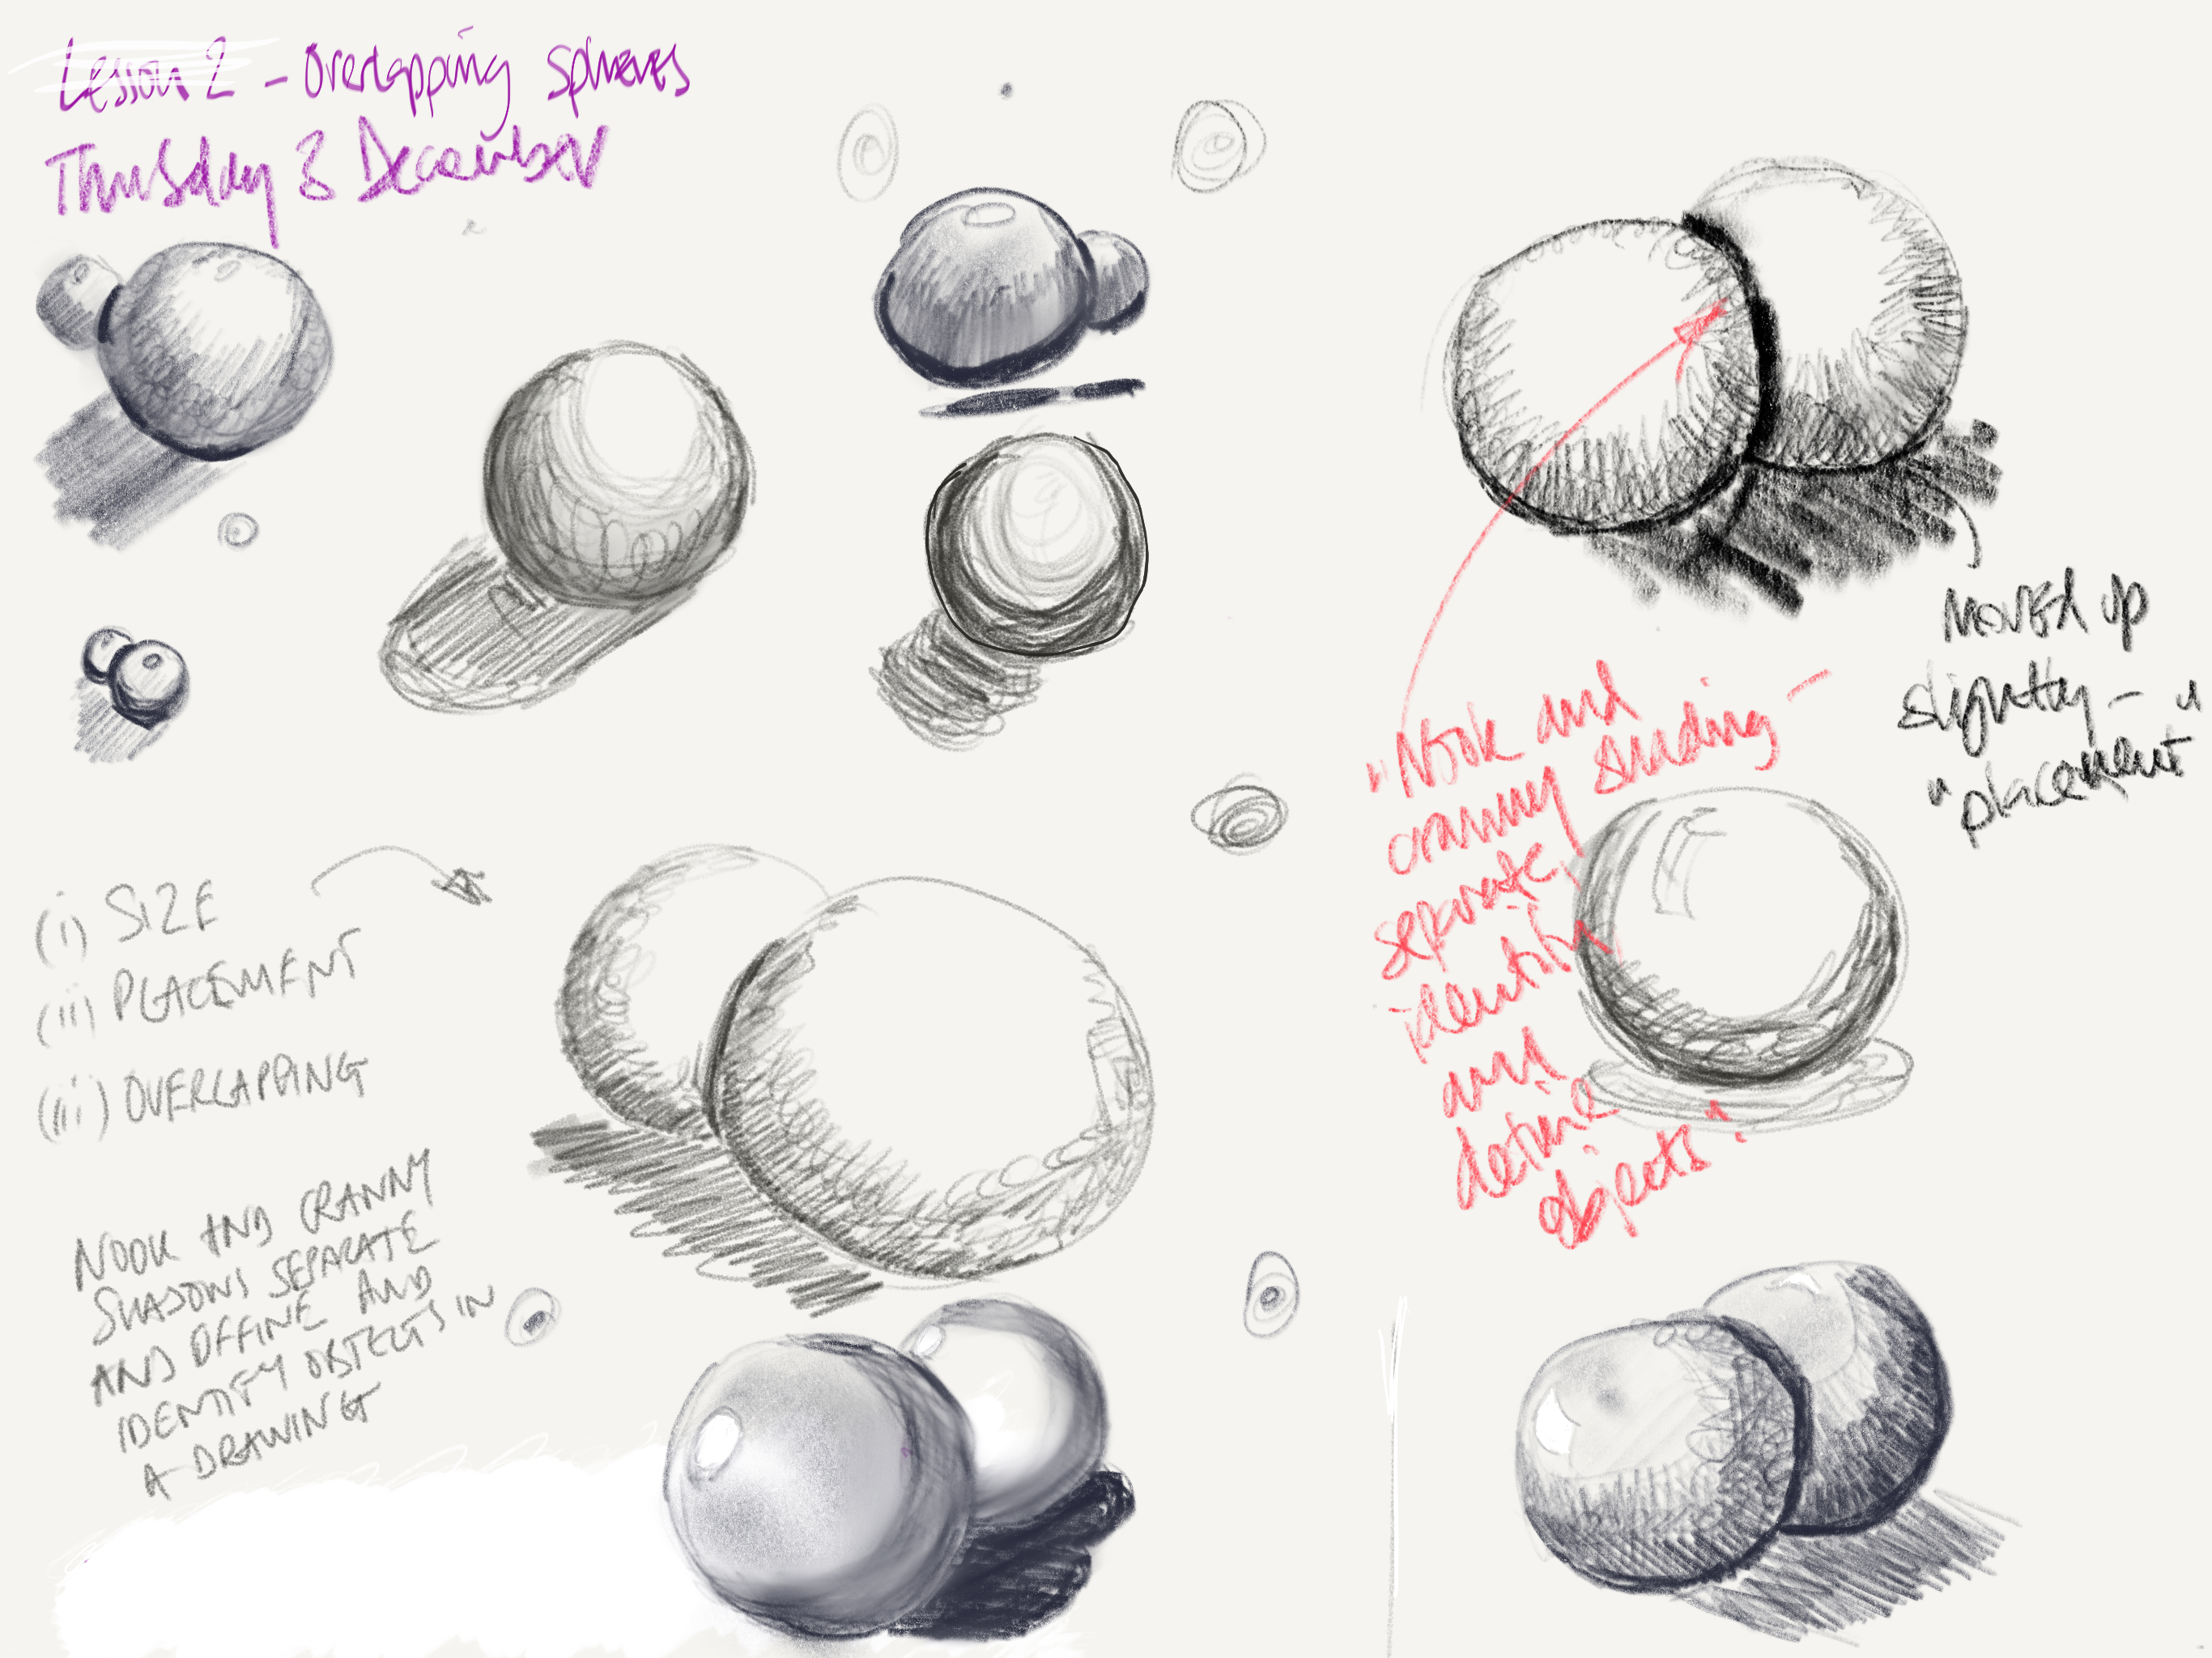 Lesson 2 - Overlapping Spheres
Thursday 3 December
moved up
slightly - "
"placement"
"Nook and
cranny shading -
separate,
identify
and
define
objects"
(i) SIZE
(ii) PLACEMENT
(iii) OVERLAPPING
NOOK AND CRANNY
SHADOWS SEPARATE
AND DEFINE AND
IDENTIFY OBJECTS IN
A DRAWING